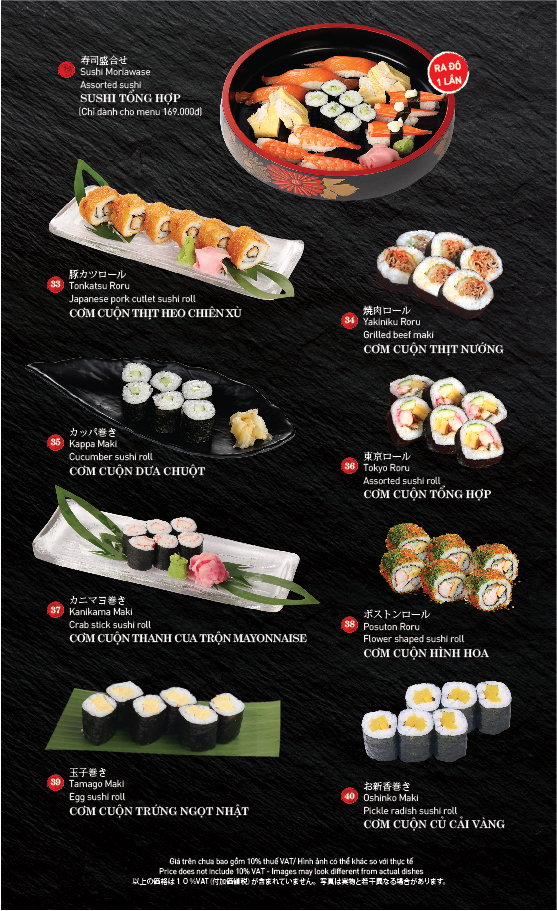 寿司盛合せ
Sushi Moriawase
Assorted sushi
SUSHI TỔNG HỢP
(Chỉ dành cho menu 169.000đ)
RA ĐỒ
1 LẦN
33
豚カツロール
Tonkatsu Roru
Japanese pork cutlet sushi roll
CƠM CUỘN THỊT HEO CHIÊN XÙ
34
焼肉ロール
Yakiniku Roru
Grilled beef maki
CƠM CUỘN THỊT NƯỚNG
35
カッパ巻き
Kappa Maki
Cucumber sushi roll
CƠM CUỘN DƯA CHUỘT
36
東京ロール
Tokyo Roru
Assorted sushi roll
CƠM CUỘN TỔNG HỢP
37
カニマヨ巻き
Kanikama Maki
Crab stick sushi roll
CƠM CUỘN THANH CUA TRỘN MAYONNAISE
38
ボストンロール
Posuton Roru
Flower shaped sushi roll
CƠM CUỘN HÌNH HOA
39
玉子巻き
Tamago Maki
Egg sushi roll
CƠM CUỘN TRỨNG NGỌT NHẬT
40
お新香巻き
Oshinko Maki
Pickle radish sushi roll
CƠM CUỘN CỦ CẢI VÀNG
Giá trên chưa bao gồm 10% thuế VAT/ Hình ảnh có thể khác so với thực tế
Price does not include 10% VAT - Images may look different from actual dishes
以上の価格は１０%VAT (付加価値税) が含まれていません。写真は実物と若干異なる場合があります。